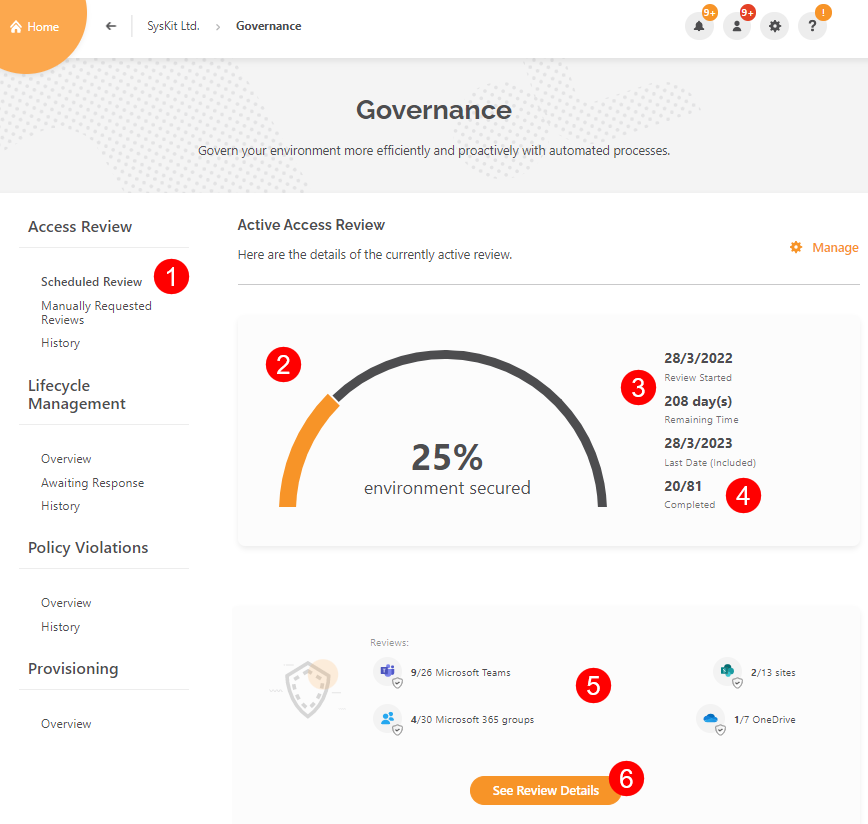 Home
SysKit Ltd. > Governance
9+
9+
!
?
Governance
Govern your environment more efficiently and proactively with automated processes.
Access Review
Scheduled Review
1
Manually Requested
Reviews
History
Lifecycle
Management
Overview
Awaiting Response
History
Policy Violations
Overview
History
Provisioning
Overview
Active Access Review
Here are the details of the currently active review.
Manage
2
25%
environment secured
28/3/2022
Review Started
3
208 day(s)
Remaining Time
28/3/2023
Last Date (Included)
20/81
4
Completed
Reviews:
9/26 Microsoft Teams
2/13 sites
5
4/30 Microsoft 365 groups
1/7 OneDrive
See Review Details
6